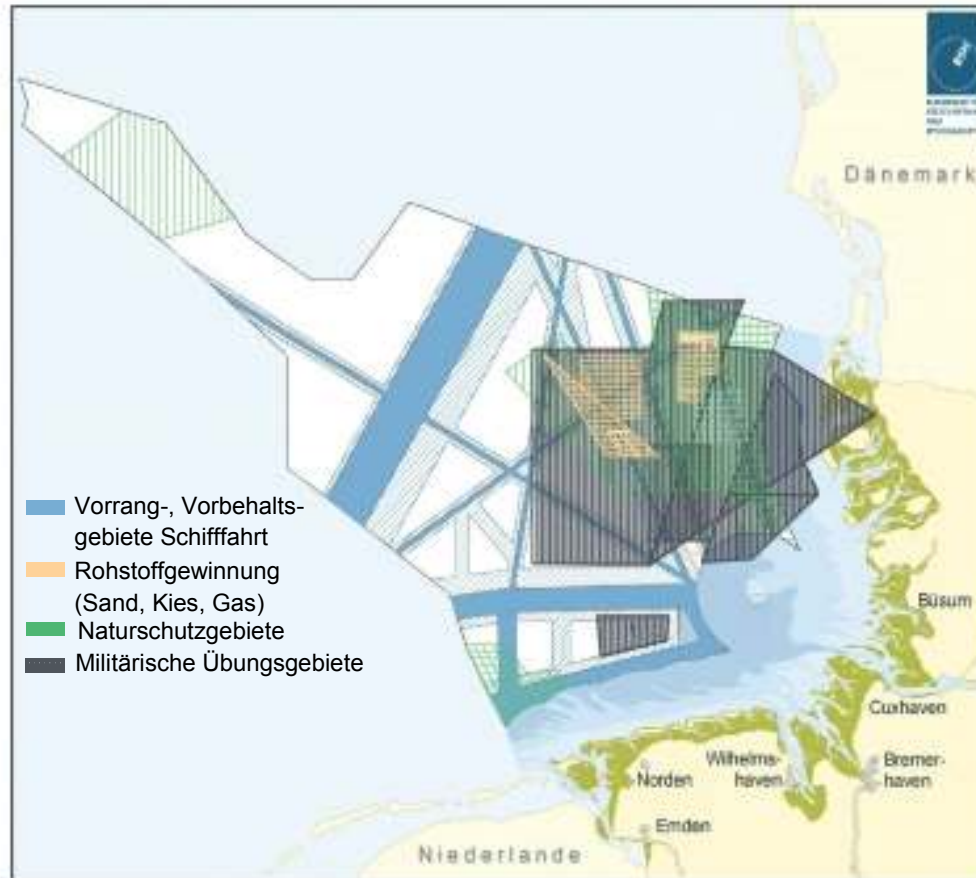 Dänemark
Vorrang-, Vorbehalts-
gebiete Schifffahrt
Rohstoffgewinnung
(Sand, Kies, Gas)
Naturschutzgebiete
Militärische Übungsgebiete
Büsum
Cuxhaven
Wilhelms-
haven
Bremer-
haven
Norden
Emden
Niederlande